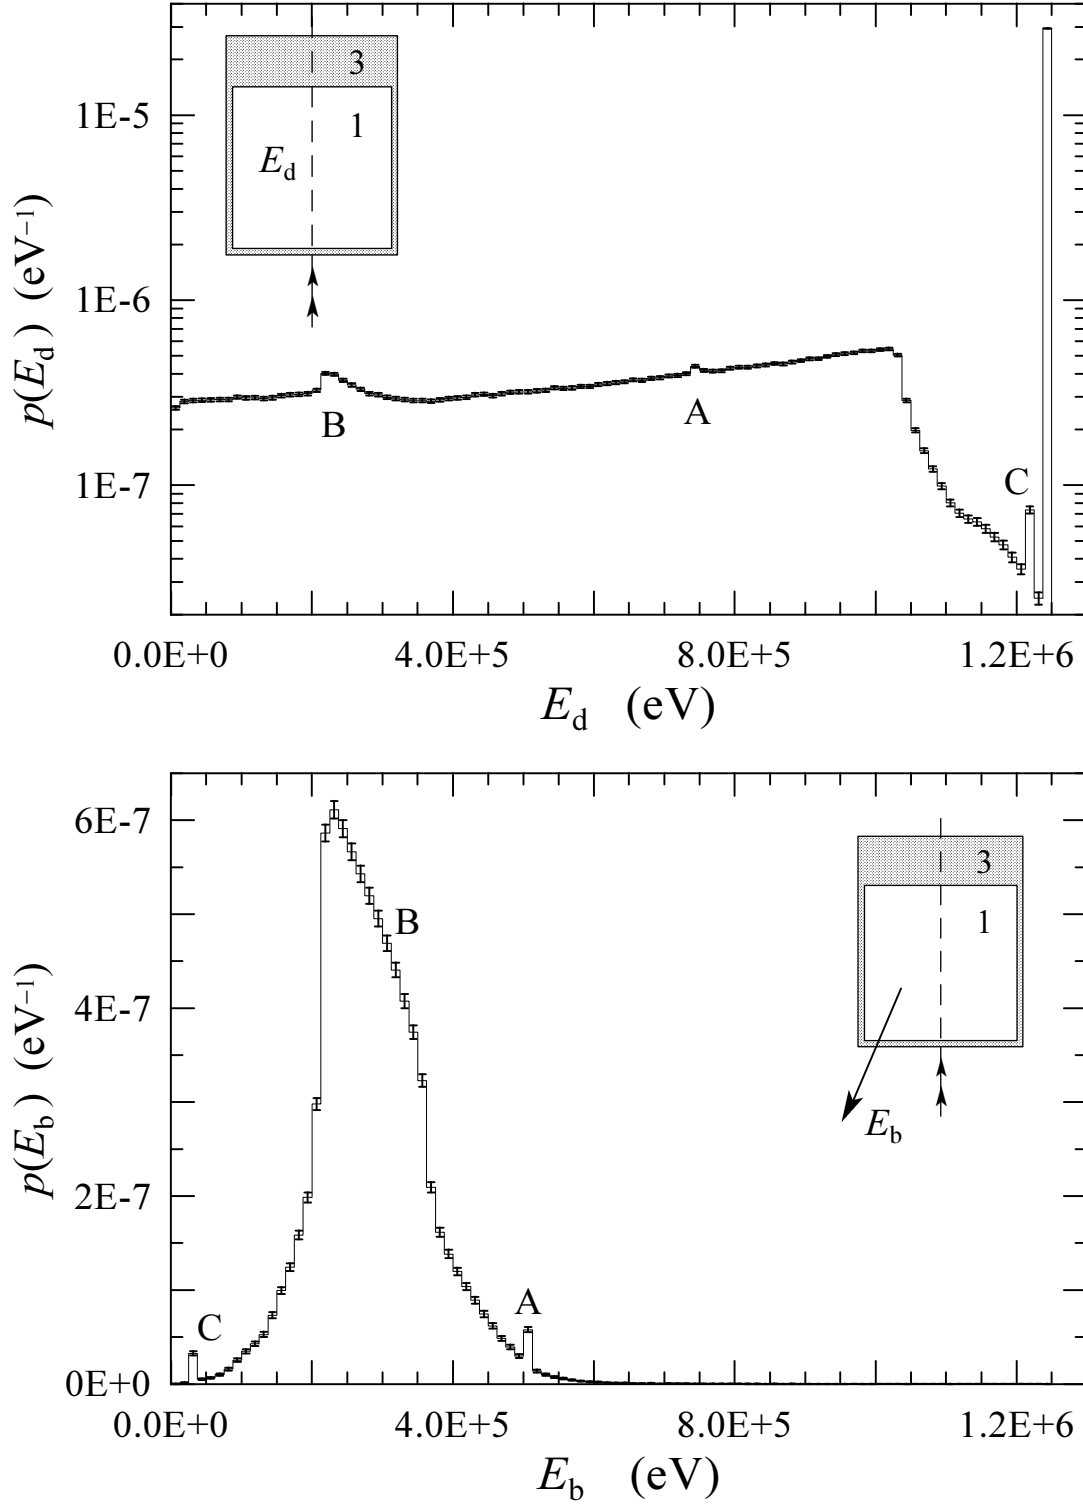 p(E_d) (eV⁻¹)
1E-5
1E-6
1E-7
3
1
E_d
B
A
C
0.0E+0 4.0E+5 8.0E+5 1.2E+6
E_d (eV)
p(E_b) (eV⁻¹)
6E-7
4E-7
2E-7
0E+0
3
1
E_b
B
A
C
0.0E+0 4.0E+5 8.0E+5 1.2E+6
E_b (eV)